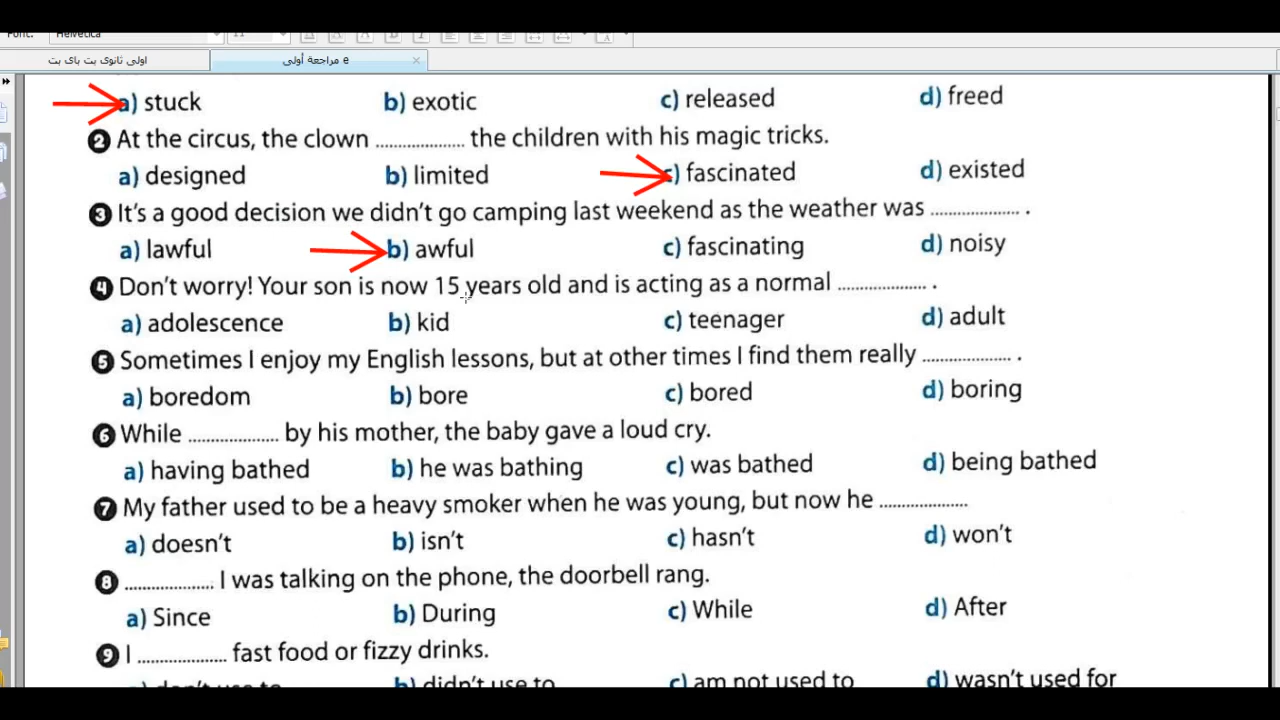 Font: Helvetica 11
اولى ثانوى بت باى بت
مراجعة أولى e
a) stuck b) exotic c) released d) freed
2 At the circus, the clown .................... the children with his magic tricks.
a) designed b) limited c) fascinated d) existed
3 It's a good decision we didn't go camping last weekend as the weather was .................... .
a) lawful b) awful c) fascinating d) noisy
4 Don't worry! Your son is now 15 years old and is acting as a normal .................... .
a) adolescence b) kid c) teenager d) adult
5 Sometimes I enjoy my English lessons, but at other times I find them really .................... .
a) boredom b) bore c) bored d) boring
6 While .................... by his mother, the baby gave a loud cry.
a) having bathed b) he was bathing c) was bathed d) being bathed
7 My father used to be a heavy smoker when he was young, but now he ....................
a) doesn't b) isn't c) hasn't d) won't
8 .................... I was talking on the phone, the doorbell rang.
a) Since b) During c) While d) After
9 I .................... fast food or fizzy drinks.
a) don't use to b) didn't use to c) am not used to d) wasn't used for